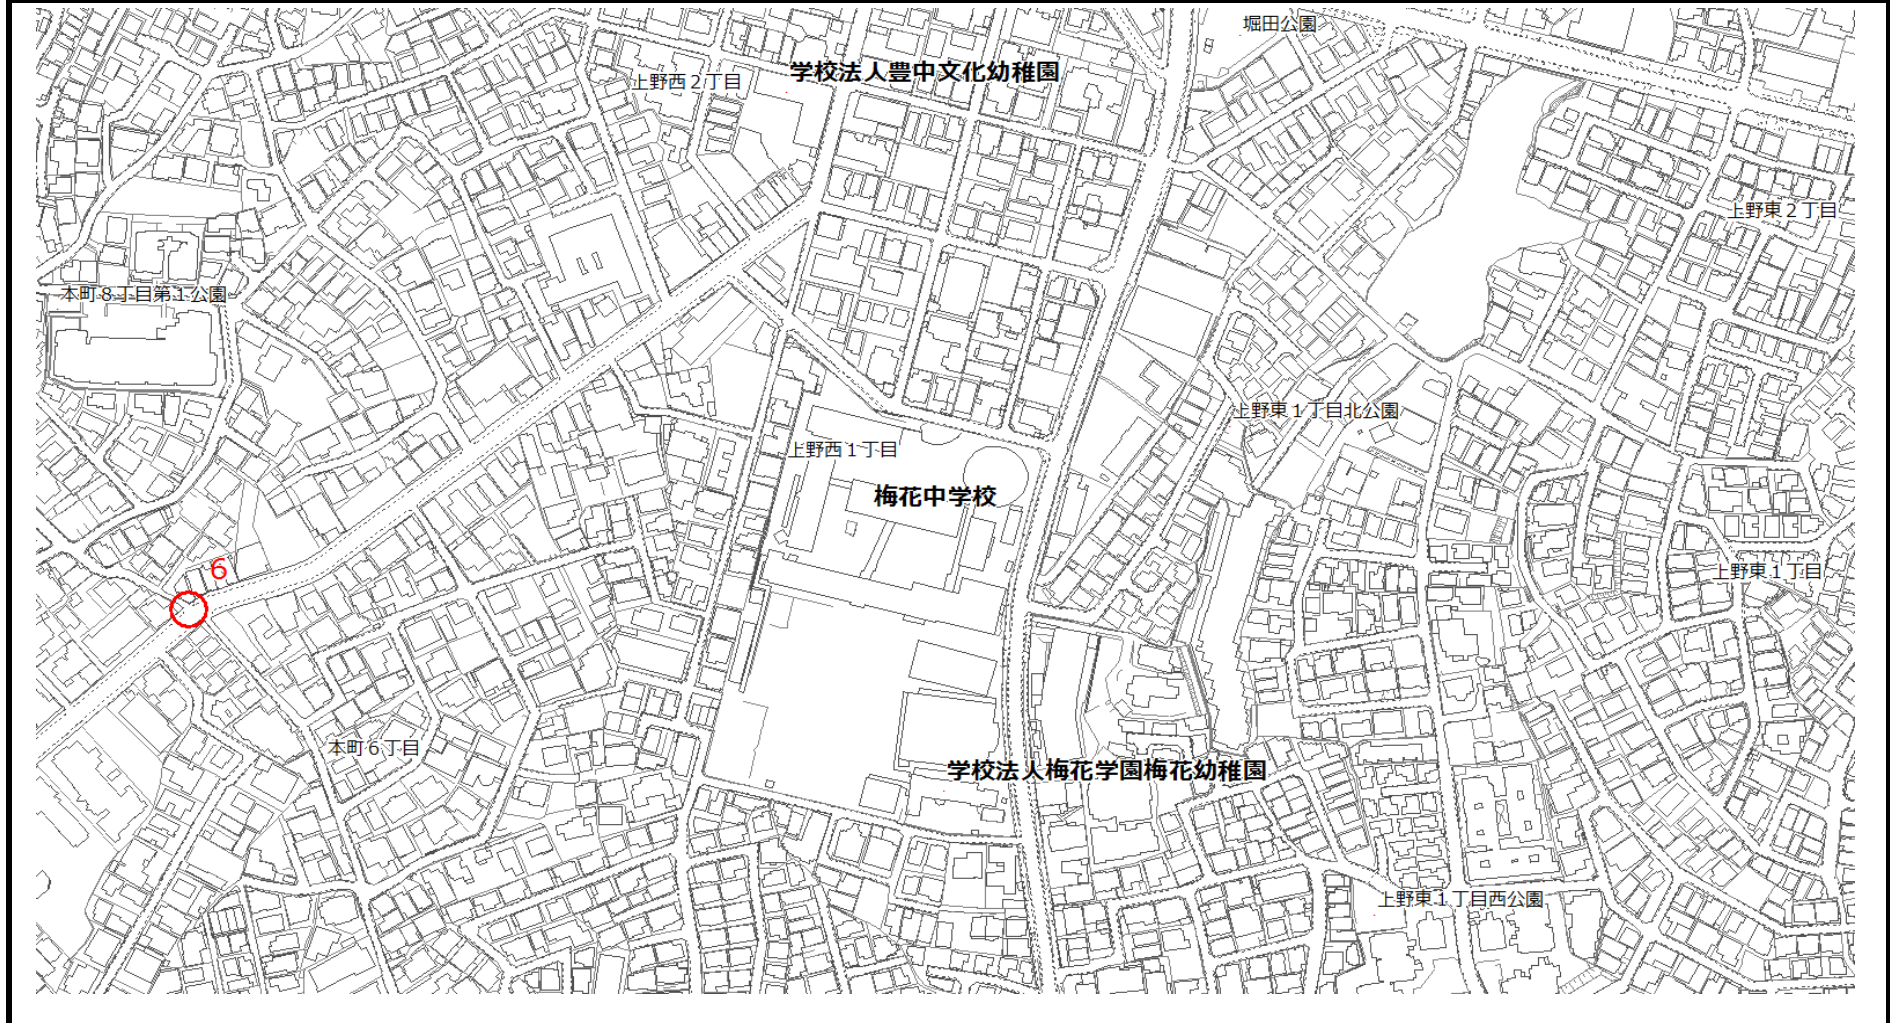 堀田公園
学校法人豊中文化幼稚園
上野西2丁目
上野東2丁目
本町8丁目第1公園
上野東1丁目北公園
上野西1丁目
梅花中学校
6
上野東1丁目
本町6丁目
学校法人梅花学園梅花幼稚園
上野東1丁目西公園